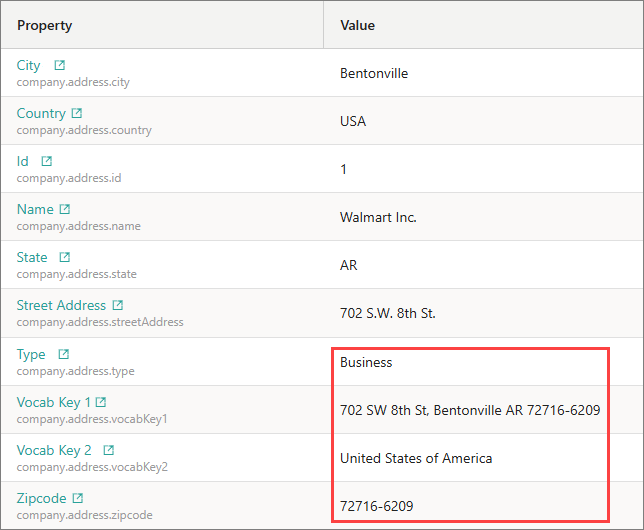 Property Value
City
company.address.city
Bentonville
Country
company.address.country
USA
Id
company.address.id
1
Name
company.address.name
Walmart Inc.
State
company.address.state
AR
Street Address
company.address.streetAddress
702 S.W. 8th St.
Type
company.address.type
Business
Vocab Key 1
company.address.vocabKey1
702 SW 8th St, Bentonville AR 72716-6209
Vocab Key 2
company.address.vocabKey2
United States of America
Zipcode
company.address.zipcode
72716-6209